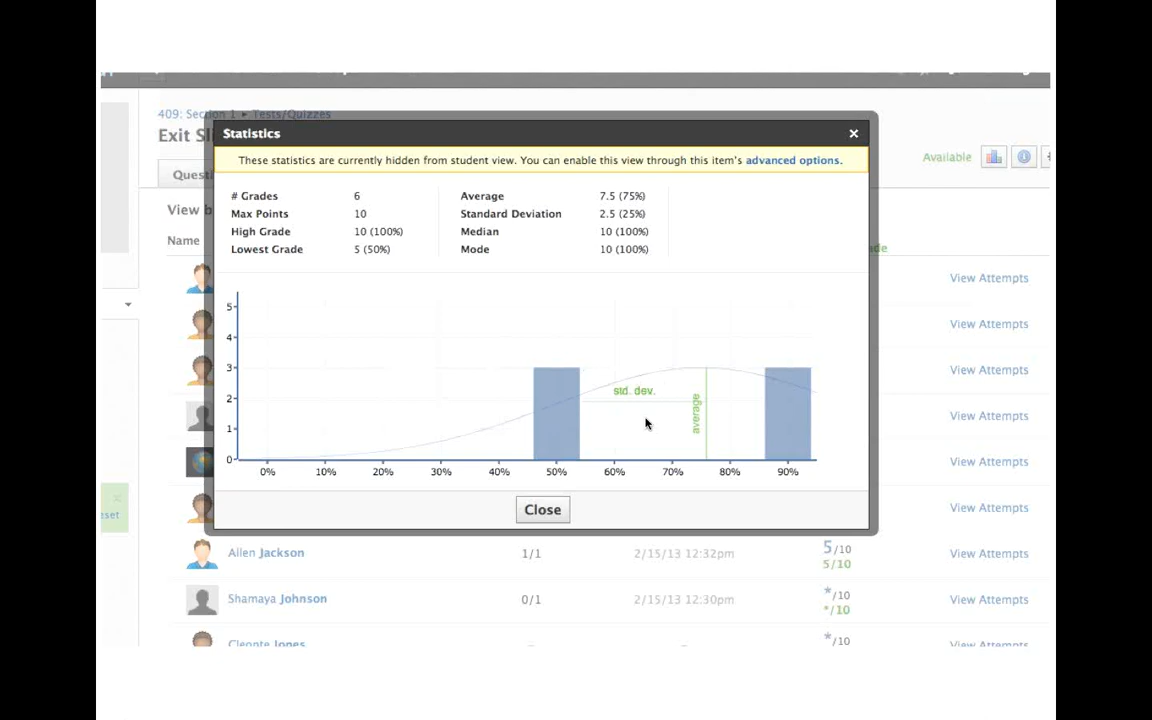 409: Section 1 ▸ Tests/Quizzes
Exit Sl
Statistics
×
These statistics are currently hidden from student view. You can enable this view through this item's advanced options.
Available
Questi
# Grades 6 Average 7.5 (75%)
Max Points 10 Standard Deviation 2.5 (25%)
View b
High Grade 10 (100%) Median 10 (100%)
Name
Lowest Grade 5 (50%) Mode 10 (100%)
de
View Attempts
5
View Attempts
4
3
View Attempts
std. dev.
2
average
View Attempts
1
0
View Attempts
0% 10% 20% 30% 40% 50% 60% 70% 80% 90%
eset
Close
View Attempts
Allen Jackson 1/1 2/15/13 12:32pm 5/10 View Attempts
5/10
Shamaya Johnson 0/1 2/15/13 12:30pm */10 View Attempts
*/10
Cleonte Jones */10 View Attempts